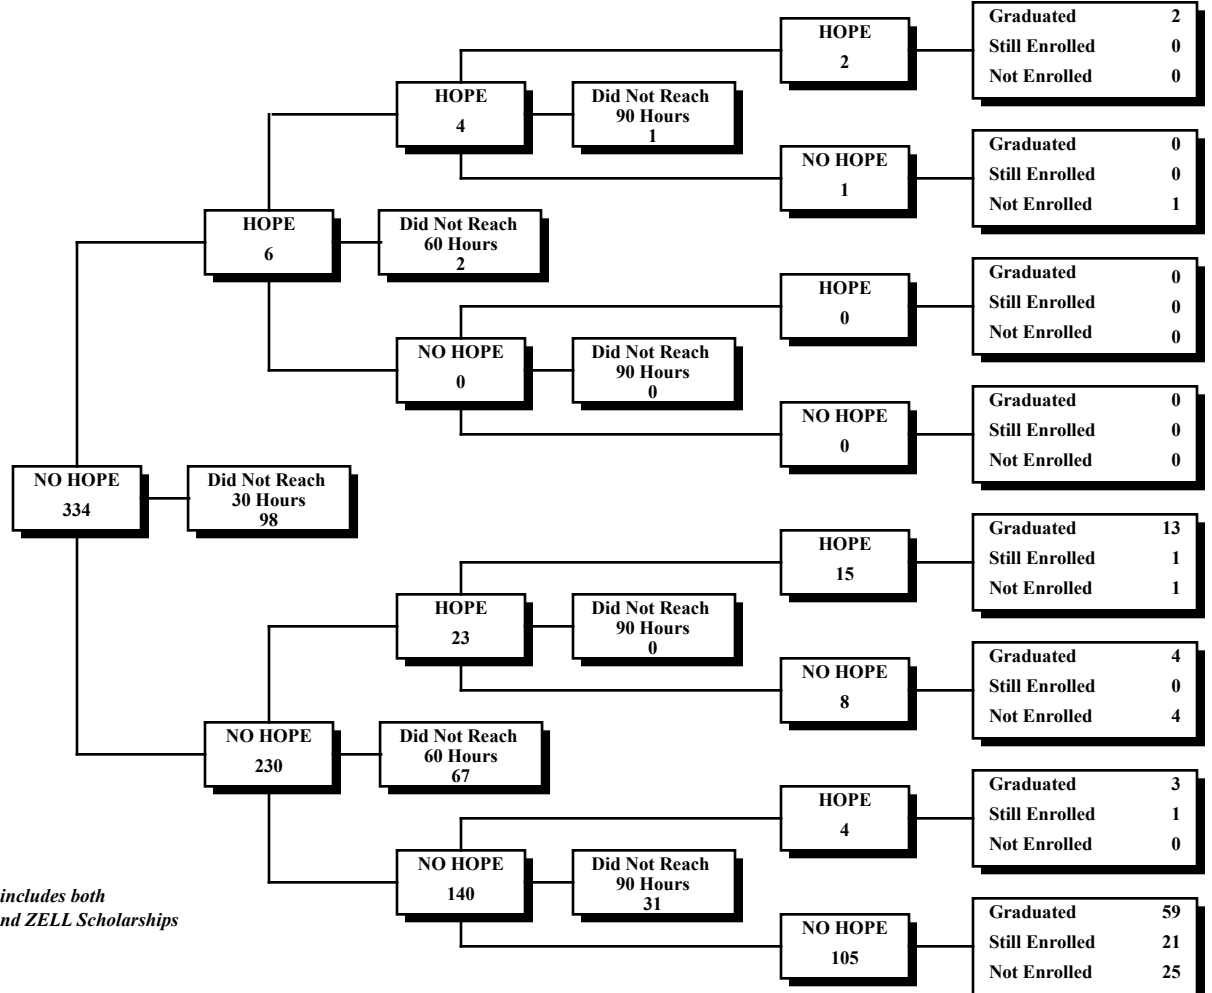 HOPE
2
Graduated 2
Still Enrolled 0
Not Enrolled 0
HOPE
4
Did Not Reach
90 Hours
1
NO HOPE
1
Graduated 0
Still Enrolled 0
Not Enrolled 1
HOPE
6
Did Not Reach
60 Hours
2
HOPE
0
Graduated 0
Still Enrolled 0
Not Enrolled 0
NO HOPE
0
Did Not Reach
90 Hours
0
NO HOPE
0
Graduated 0
Still Enrolled 0
Not Enrolled 0
NO HOPE
334
Did Not Reach
30 Hours
98
HOPE
15
Graduated 13
Still Enrolled 1
Not Enrolled 1
HOPE
23
Did Not Reach
90 Hours
0
NO HOPE
8
Graduated 4
Still Enrolled 0
Not Enrolled 4
NO HOPE
230
Did Not Reach
60 Hours
67
HOPE
4
Graduated 3
Still Enrolled 1
Not Enrolled 0
NO HOPE
140
Did Not Reach
90 Hours
31
NO HOPE
105
Graduated 59
Still Enrolled 21
Not Enrolled 25
includes both
nd ZELL Scholarships